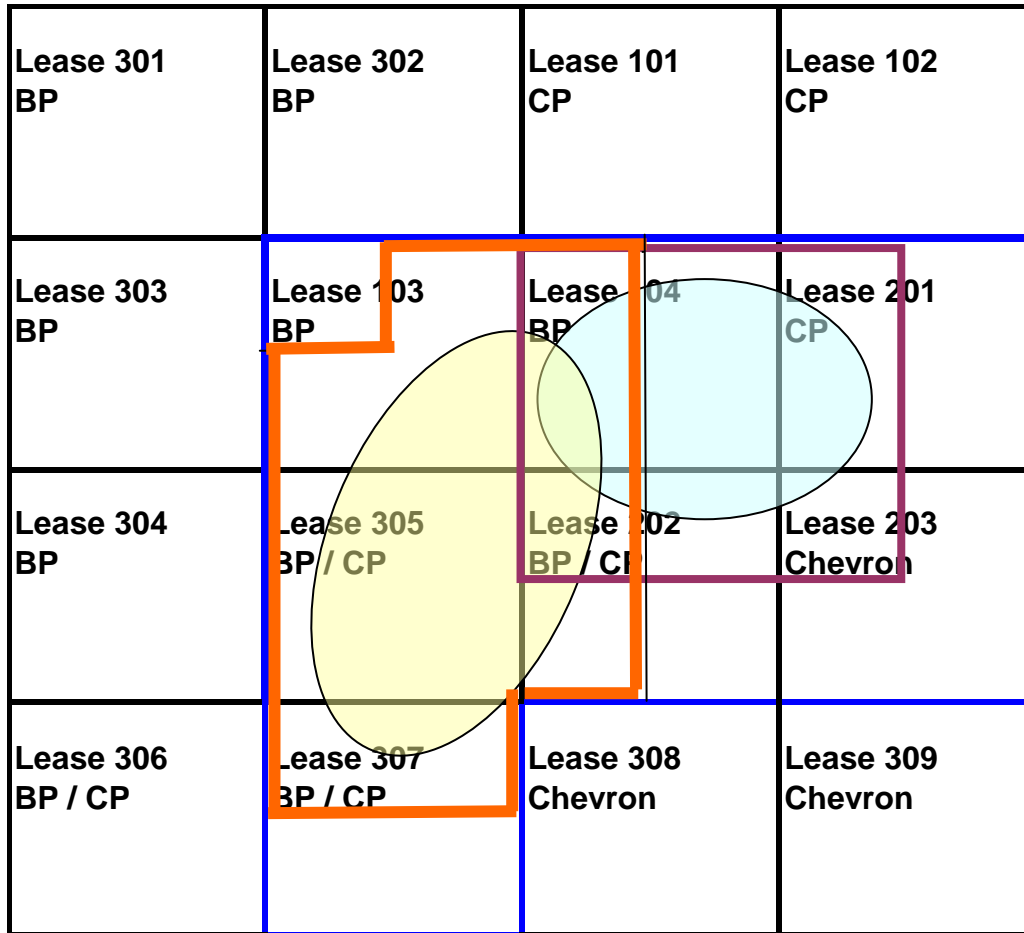 Lease 301
BP
Lease 302
BP
Lease 101
CP
Lease 102
CP
Lease 303
BP
Lease 103
BP
Lease 04
BP
Lease 201
CP
Lease 304
BP
Lease 305
BP / CP
Lease 202
BP / CP
Lease 203
Chevron
Lease 306
BP / CP
Lease 307
BP / CP
Lease 308
Chevron
Lease 309
Chevron